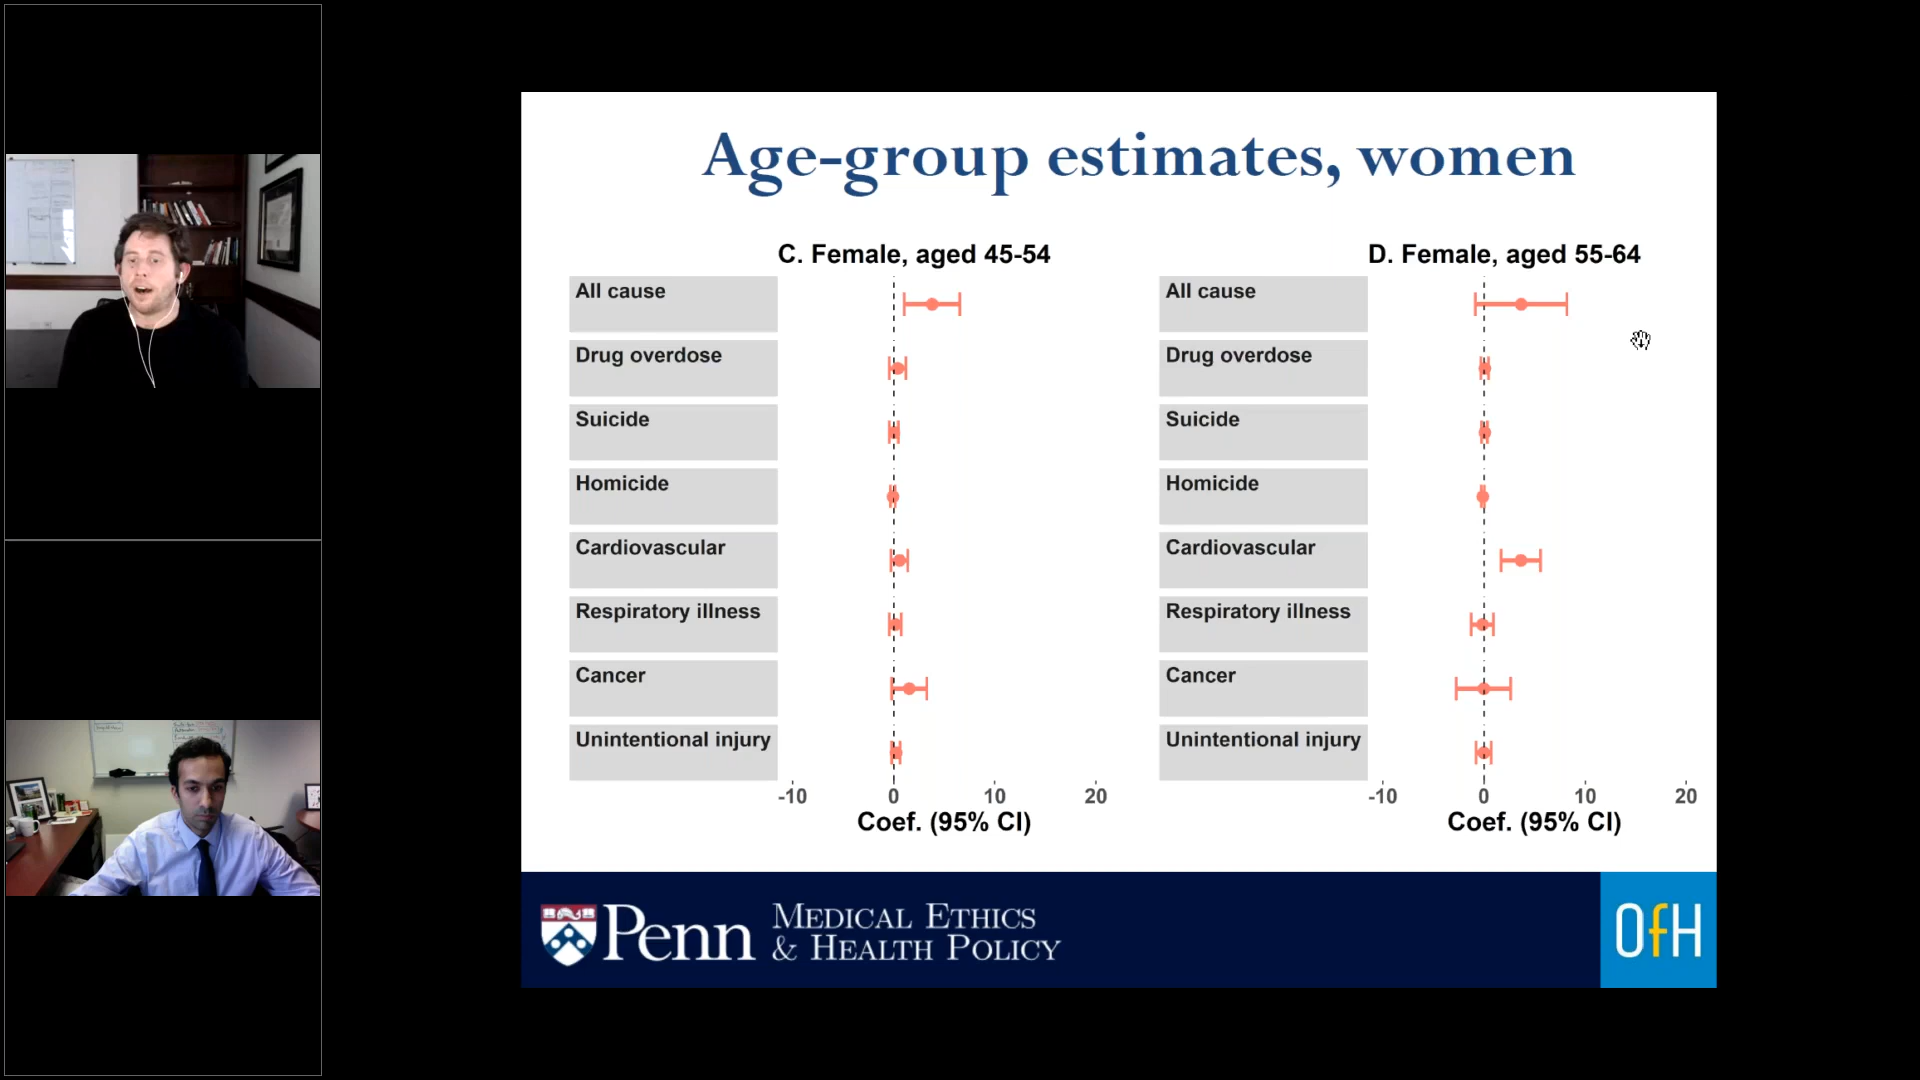 Age-group estimates, women
C. Female, aged 45-54
All cause
Drug overdose
Suicide
Homicide
Cardiovascular
Respiratory illness
Cancer
Unintentional injury
-10 0 10 20
Coef. (95% CI)
D. Female, aged 55-64
All cause
Drug overdose
Suicide
Homicide
Cardiovascular
Respiratory illness
Cancer
Unintentional injury
-10 0 10 20
Coef. (95% CI)
Penn
MEDICAL ETHICS
& HEALTH POLICY
OfH